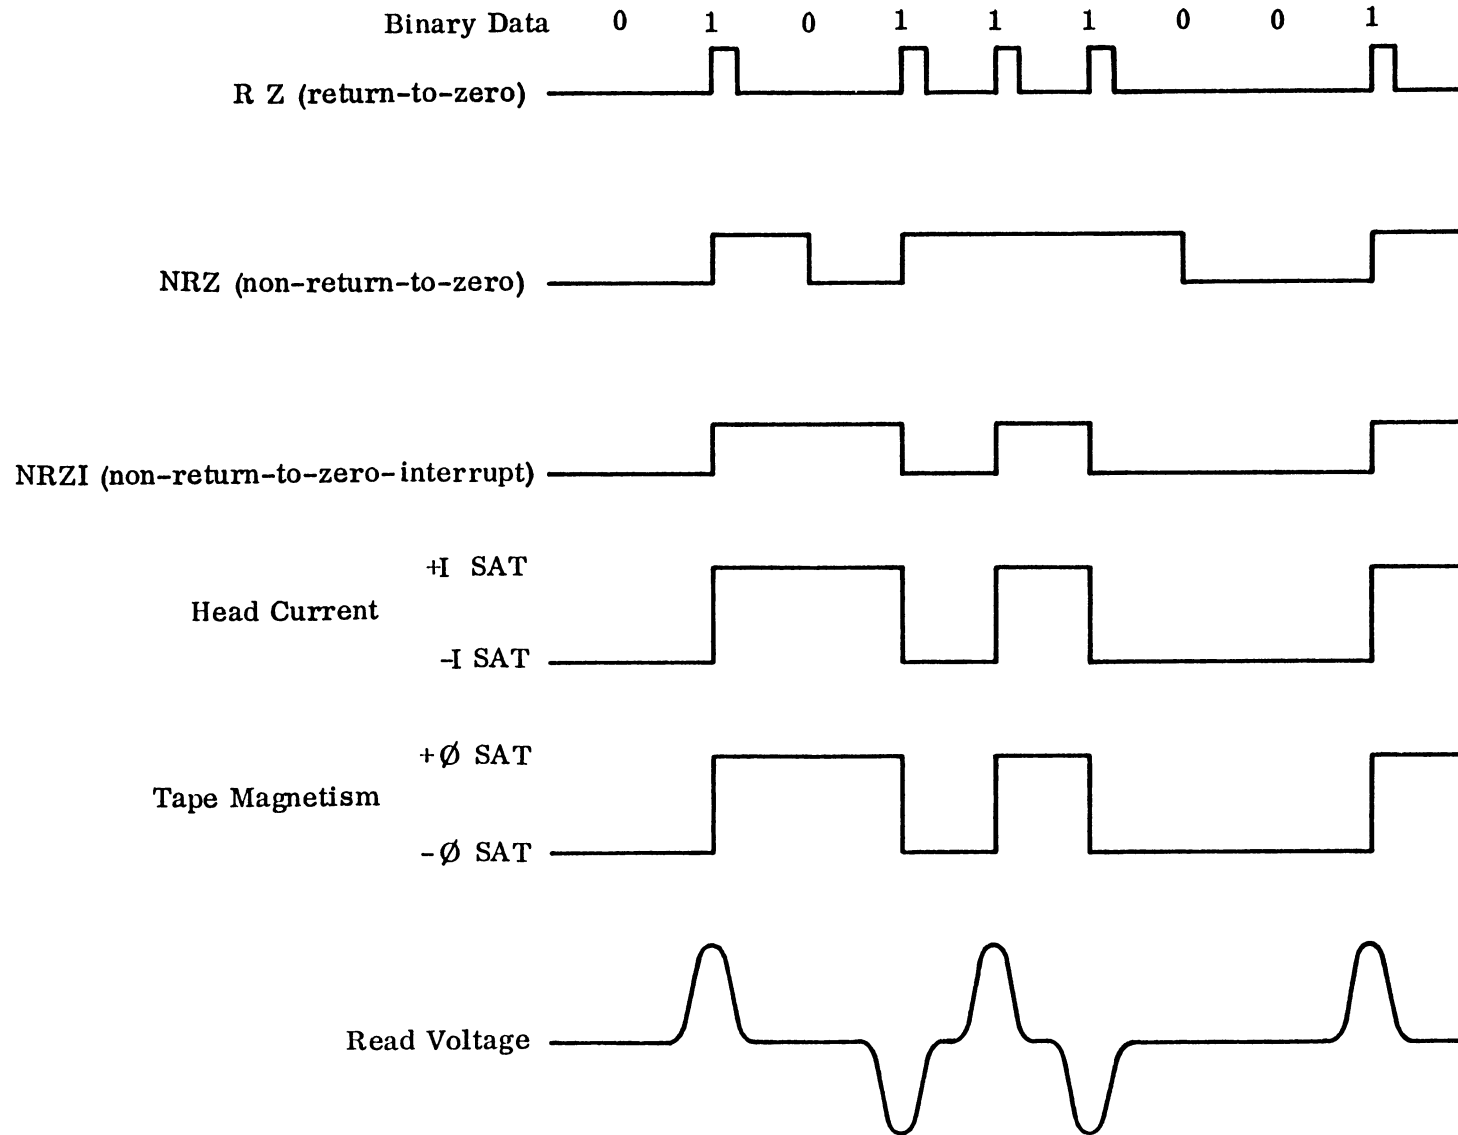 Binary Data 0 1 0 1 1 1 0 0 1
R Z (return-to-zero)
NRZ (non-return-to-zero)
NRZI (non-return-to-zero-interrupt)
+I SAT
Head Current
-I SAT
+Ø SAT
Tape Magnetism
-Ø SAT
Read Voltage